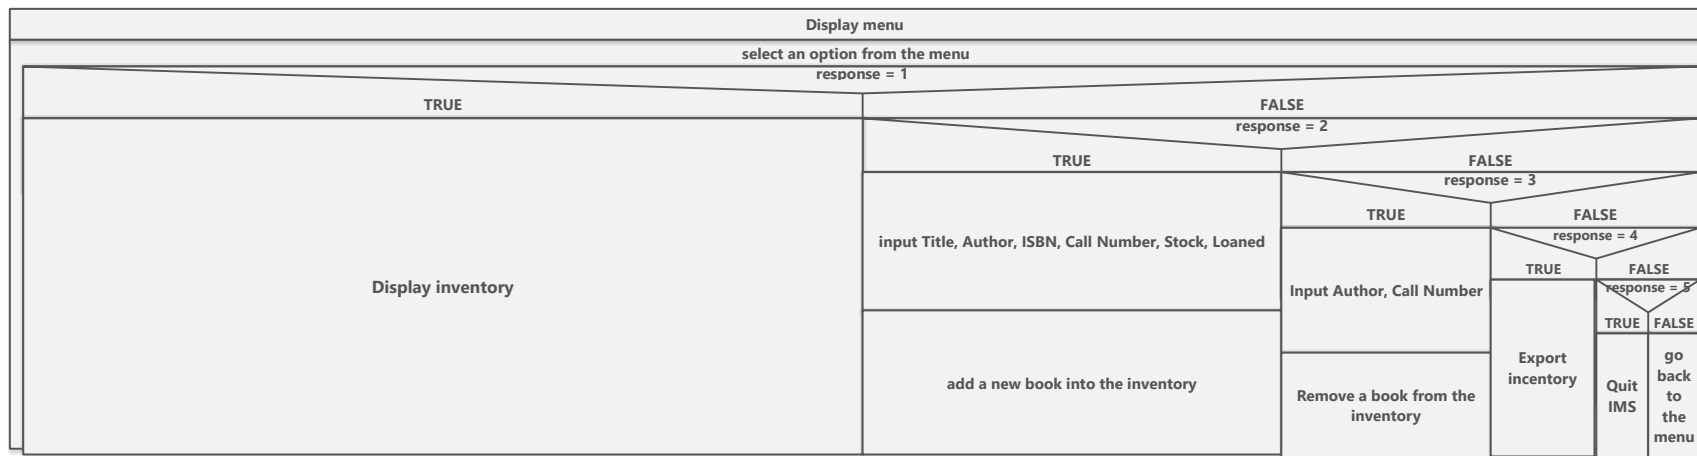 Display menu
select an option from the menu
response = 1
TRUE
FALSE
response = 2
TRUE
FALSE
response = 3
TRUE
FALSE
response = 4
TRUE
FALSE
response = 5
TRUE
FALSE
Display inventory
input Title, Author, ISBN, Call Number, Stock, Loaned
add a new book into the inventory
Input Author, Call Number
Remove a book from the
inventory
Export
incentory
Quit
IMS
go
back
to
the
menu